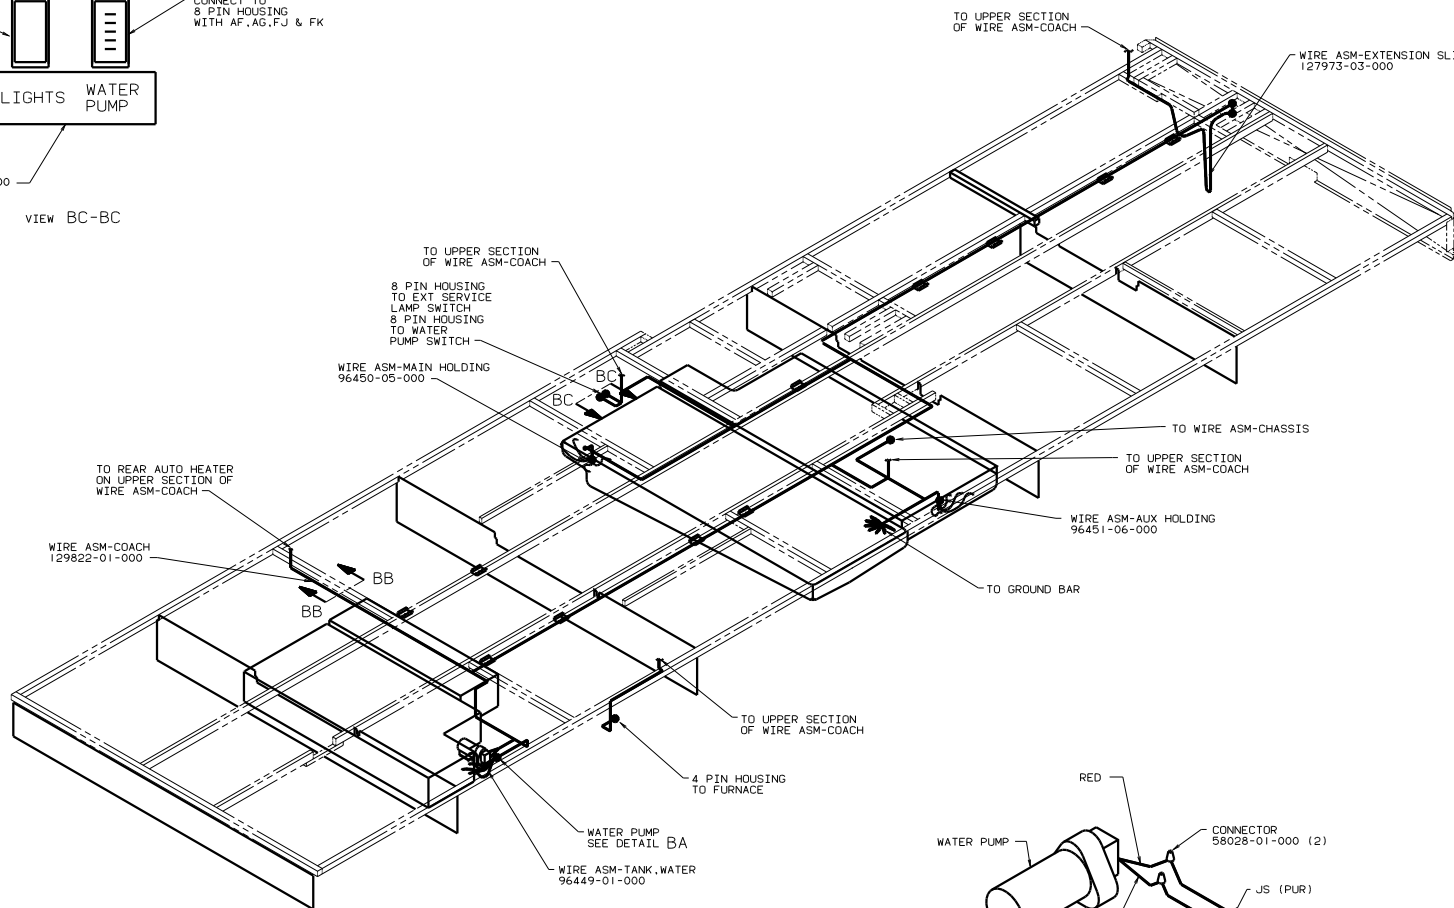 CONNECT TO
8 PIN HOUSING
WITH AF,AG,FJ & FK
LIGHTS
WATER
PUMP
00
VIEW BC-BC
TO UPPER SECTION
OF WIRE ASM-COACH
WIRE ASM-EXTENSION
127973-03-000
TO UPPER SECTION
OF WIRE ASM-COACH
8 PIN HOUSING
TO EXT SERVICE
LAMP SWITCH
8 PIN HOUSING
TO WATER
PUMP SWITCH
WIRE ASM-MAIN HOLDING
96450-05-000
BC
BC
TO WIRE ASM-CHASSIS
TO UPPER SECTION
OF WIRE ASM-COACH
WIRE ASM-AUX HOLDING
96451-06-000
TO GROUND BAR
TO REAR AUTO HEATER
ON UPPER SECTION OF
WIRE ASM-COACH
WIRE ASM-COACH
129822-01-000
BB
BB
TO UPPER SECTION
OF WIRE ASM-COACH
4 PIN HOUSING
TO FURNACE
WATER PUMP
SEE DETAIL BA
WIRE ASM-TANK,WATER
96449-01-000
RED
WATER PUMP
CONNECTOR
58028-01-000 (2)
JS (PUR)